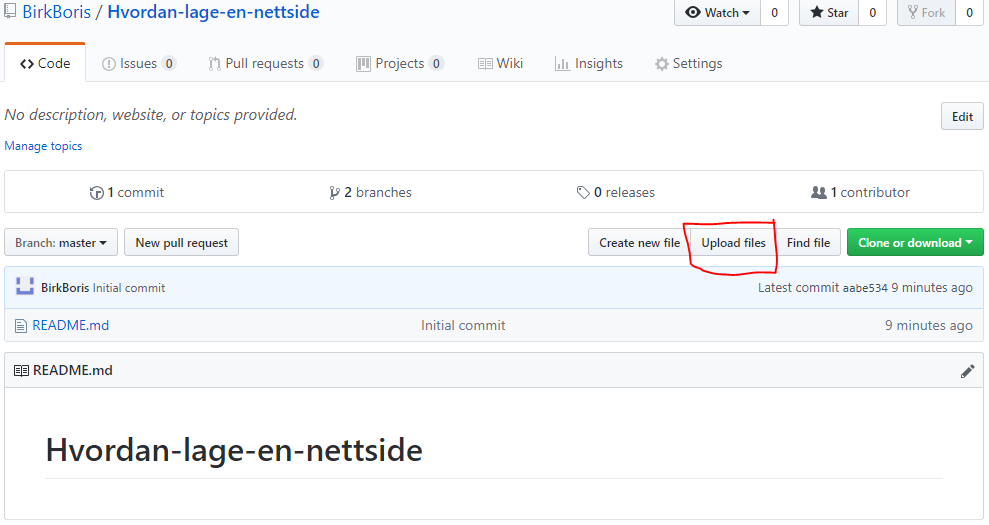 BirkBoris / Hvordan-lage-en-nettside
Watch 0 Star 0 Fork 0
Code Issues 0 Pull requests 0 Projects 0 Wiki Insights Settings
No description, website, or topics provided.
Edit
Manage topics
1 commit 2 branches 0 releases 1 contributor
Branch: master New pull request Create new file Upload files Find file Clone or download
BirkBoris Initial commit Latest commit aabe534 9 minutes ago
README.md Initial commit 9 minutes ago
README.md
Hvordan-lage-en-nettside